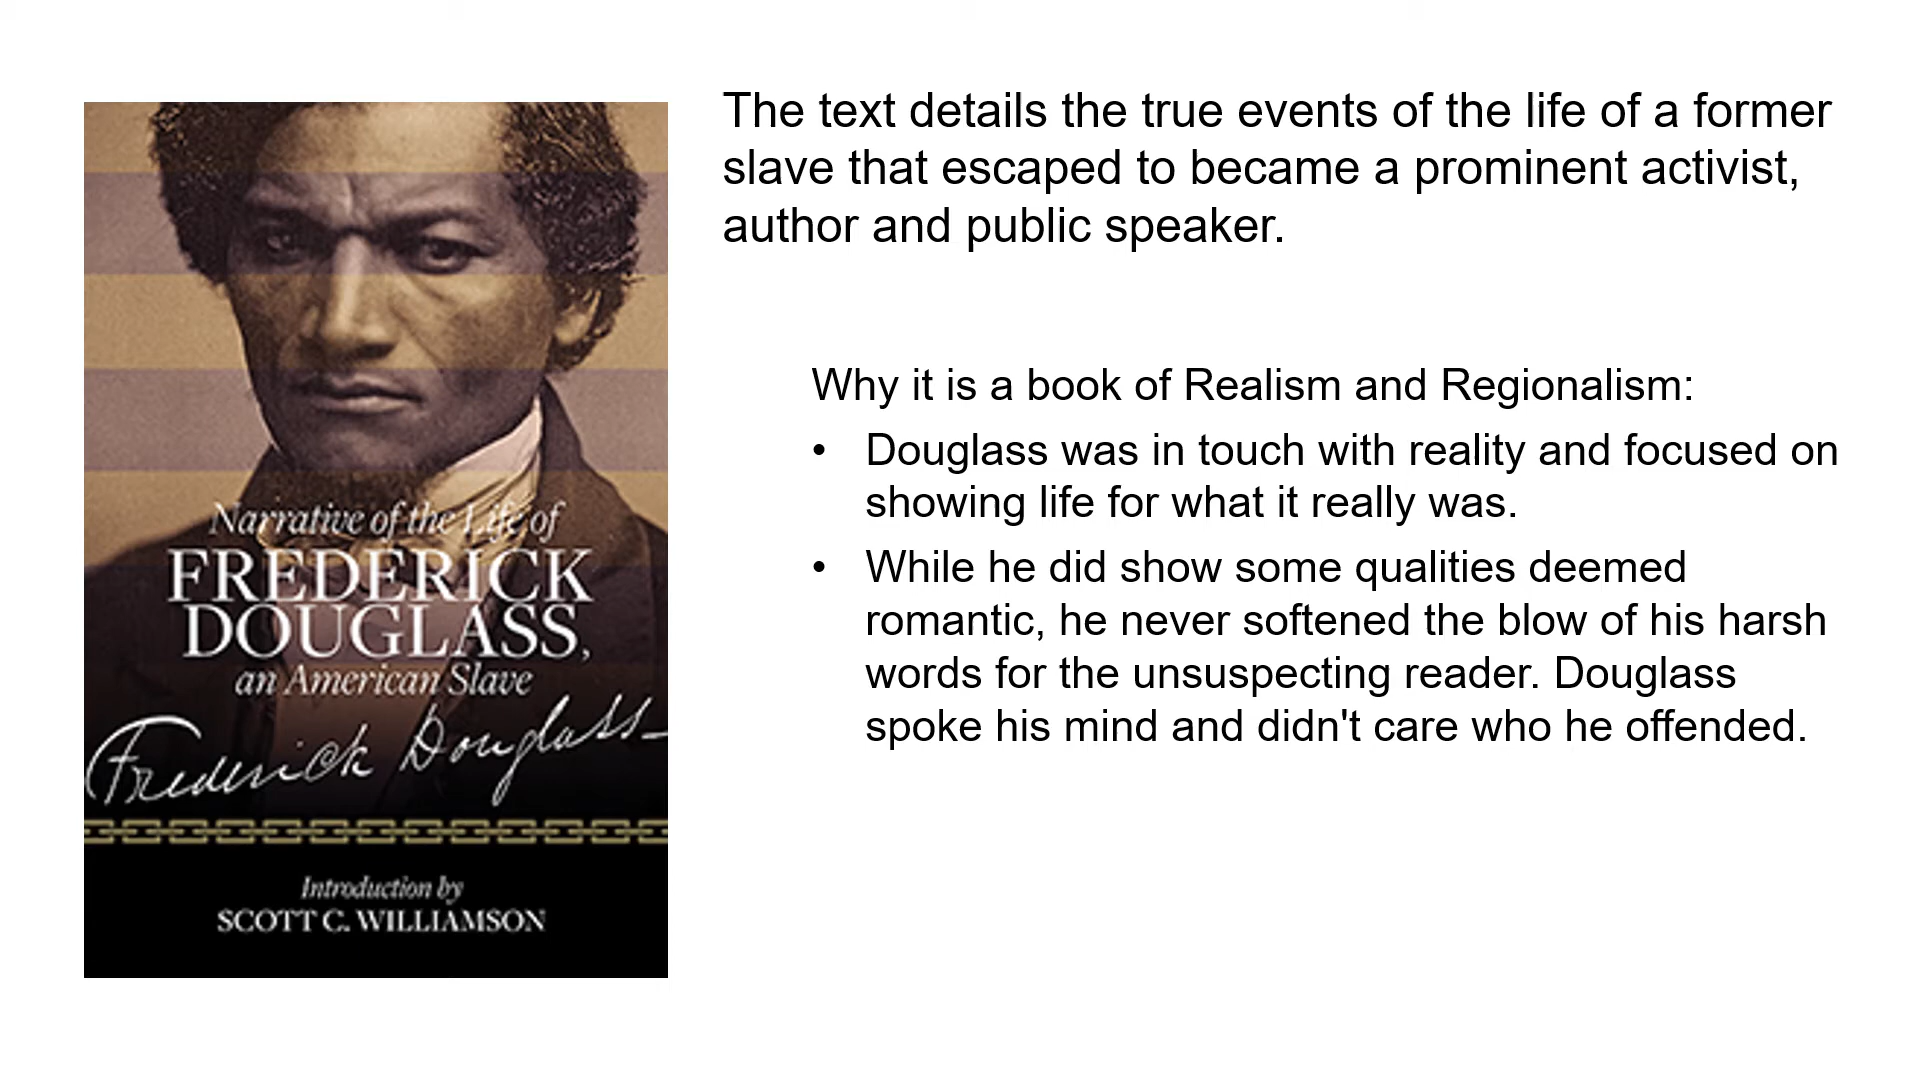 Narrative of the Life of
FREDERICK
DOUGLASS,
an American Slave
Frederick Douglass
Introduction by
SCOTT C. WILLIAMSON
The text details the true events of the life of a former
slave that escaped to became a prominent activist,
author and public speaker.
Why it is a book of Realism and Regionalism:
• Douglass was in touch with reality and focused on
showing life for what it really was.
• While he did show some qualities deemed
romantic, he never softened the blow of his harsh
words for the unsuspecting reader. Douglass
spoke his mind and didn't care who he offended.